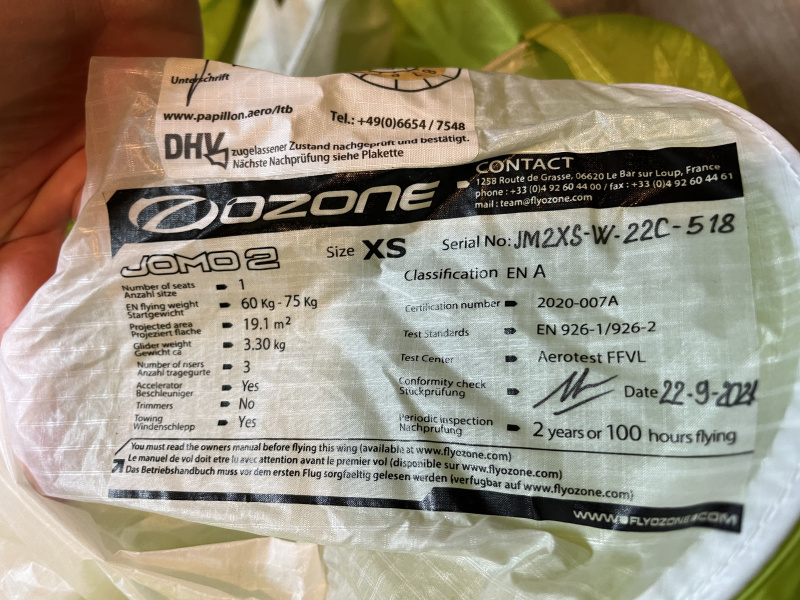 Unterschrift
www.papillon.aero/ltb
Tel.: +49(0)6654 / 7548
DHV
zugelassener Zustand nachgeprüft und bestätigt.
Nächste Nachprüfung siehe Plakette
OZONE
CONTACT
1258 Route de Grasse, 06620 Le Bar sur Loup, France
phone : +33 (0)4 92 60 44 00 / fax : +33 (0)4 92 60 44 61
mail : team@flyozone.com
JOMO 2
Size XS
Serial No: JM2XS-W-22C-518
Classification EN A
Number of seats
Anzahl sitze
1
EN flying weight
Startgewicht
60 Kg - 75 Kg
Projected area
Projeziert flache
19.1 m²
Glider weight
Gewicht ca
3.30 kg
Number of risers
Anzahl tragegurte
3
Accelerator
Beschleuniger
Yes
Trimmers
No
Towing
Windenschlepp
Yes
Certification number
2020-007A
Test Standards
EN 926-1/926-2
Test Center
Aerotest FFVL
Conformity check
Stückprüfung
Date 22-9-2021
Periodic inspection
Nachprüfung
2 years or 100 hours flying
You must read the owners manual before flying this wing (available at www.flyozone.com)
Le manuel de vol doit etre lu avec attention avant le premier vol (disponible sur www.flyozone.com)
Das Betriebshandbuch muss vor dem ersten Flug sorgfaeltig gelesen werden (verfugbar auf www.flyozone.com)
WWW.FLYOZONE.COM